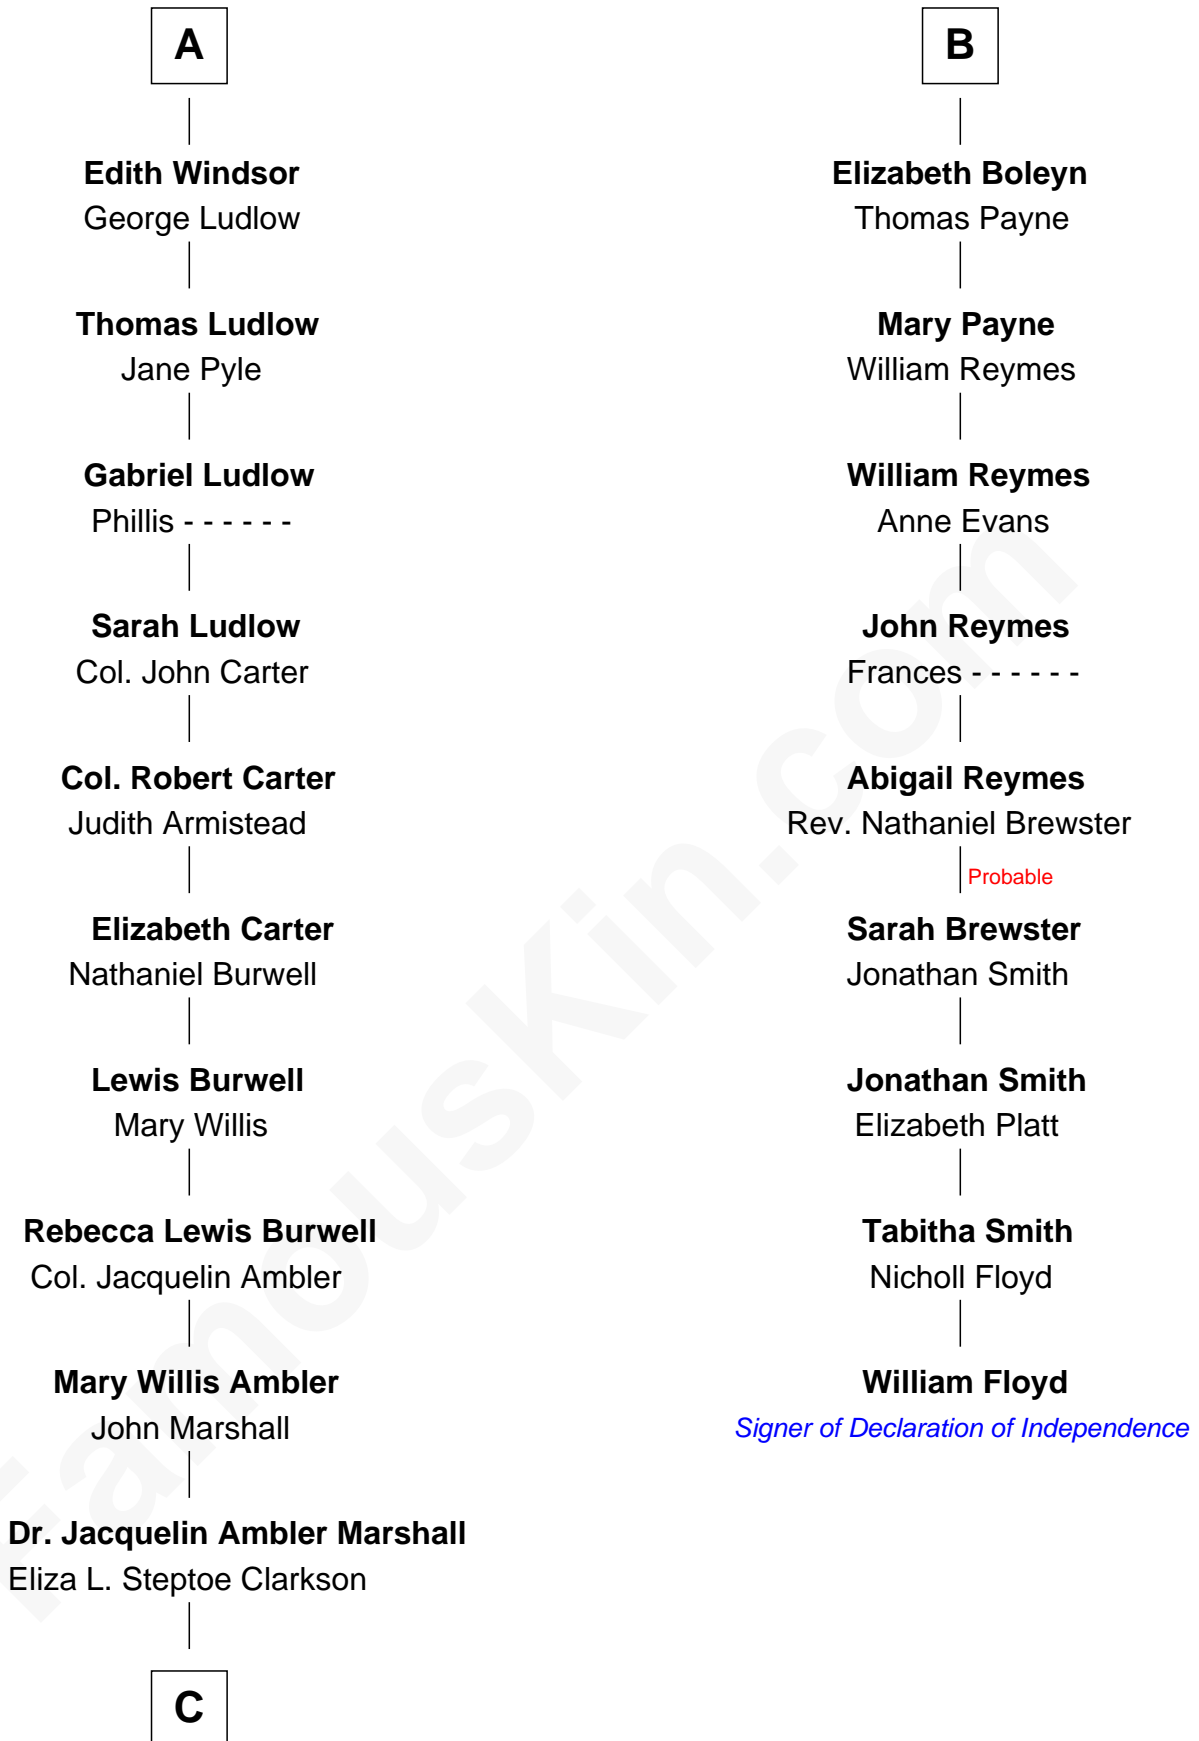 A
Edith Windsor
George Ludlow
Thomas Ludlow
Jane Pyle
Gabriel Ludlow
Phillis - - - - - -
Sarah Ludlow
Col. John Carter
Col. Robert Carter
Judith Armistead
Elizabeth Carter
Nathaniel Burwell
Lewis Burwell
Mary Willis
Rebecca Lewis Burwell
Col. Jacquelin Ambler
Mary Willis Ambler
John Marshall
Dr. Jacquelin Ambler Marshall
Eliza L. Steptoe Clarkson
C
B
Elizabeth Boleyn
Thomas Payne
Mary Payne
William Reymes
William Reymes
Anne Evans
John Reymes
Frances - - - - - -
Abigail Reymes
Rev. Nathaniel Brewster
Probable
Sarah Brewster
Jonathan Smith
Jonathan Smith
Elizabeth Platt
Tabitha Smith
Nicholl Floyd
William Floyd
Signer of Declaration of Independence
FamousKin.com